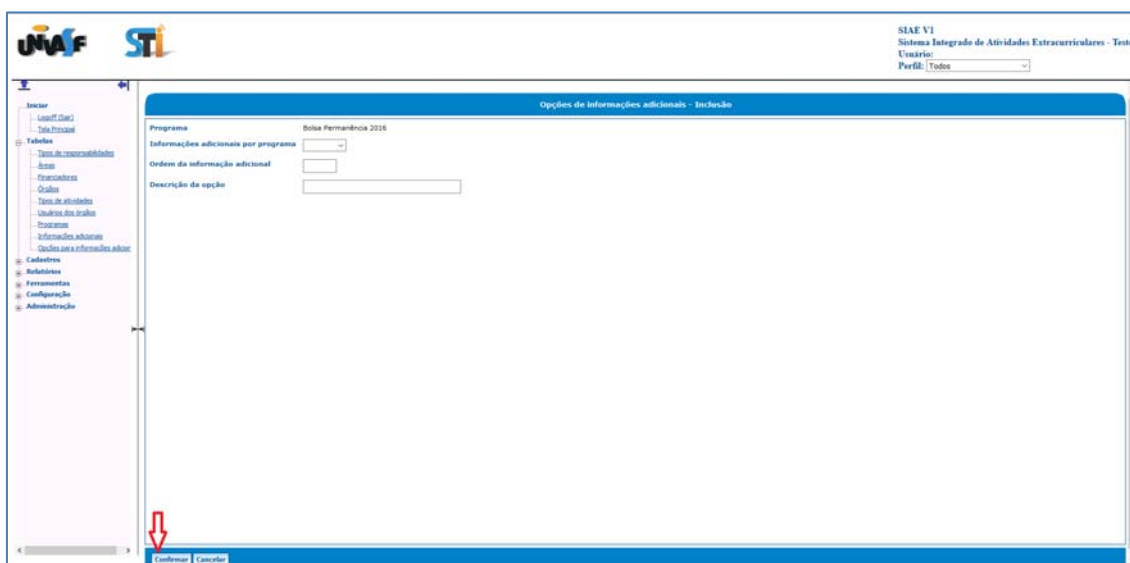 UNIVASF STI
SIAE V1
Sistema Integrado de Atividades Extracurriculares - Teste
Usuário:
Perfil: Todos
Iniciar
Logoff (Sair)
Tela Principal
Tabelas
Tipos de responsabilidades
Áreas
Financiadores
Órgãos
Tipos de atividades
Usuários dos órgãos
Programas
Informações adicionais
Opções para informações adicior
Cadastros
Relatórios
Ferramentas
Configuração
Administração
Opções de informações adicionais - Inclusão
Programa Bolsa Permanência 2016
Informações adicionais por programa
Ordem da informação adicional
Descrição da opção
Confirmar Cancelar